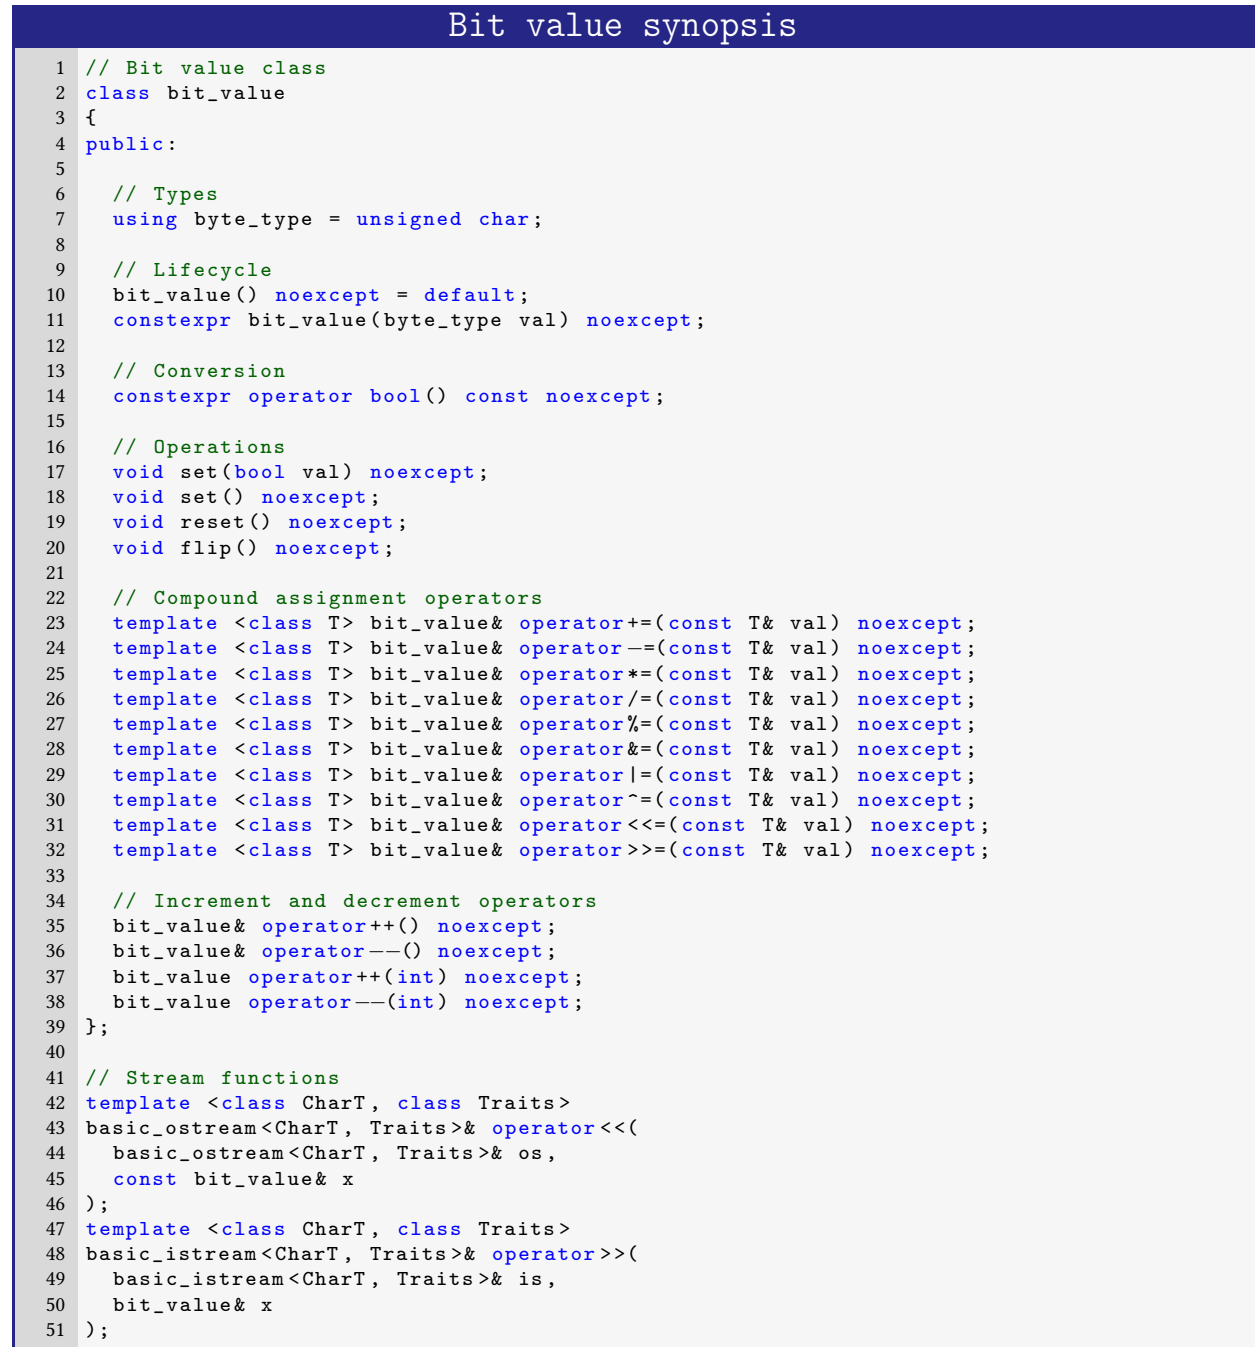 Bit value synopsis
1 // Bit value class
2 class bit_value
3 {
4 public:
5
6   // Types
7   using byte_type = unsigned char;
8
9   // Lifecycle
10   bit_value() noexcept = default;
11   constexpr bit_value(byte_type val) noexcept;
12
13   // Conversion
14   constexpr operator bool() const noexcept;
15
16   // Operations
17   void set(bool val) noexcept;
18   void set() noexcept;
19   void reset() noexcept;
20   void flip() noexcept;
21
22   // Compound assignment operators
23   template <class T> bit_value& operator+=(const T& val) noexcept;
24   template <class T> bit_value& operator−=(const T& val) noexcept;
25   template <class T> bit_value& operator*=(const T& val) noexcept;
26   template <class T> bit_value& operator/=(const T& val) noexcept;
27   template <class T> bit_value& operator%=(const T& val) noexcept;
28   template <class T> bit_value& operator&=(const T& val) noexcept;
29   template <class T> bit_value& operator|=(const T& val) noexcept;
30   template <class T> bit_value& operator^=(const T& val) noexcept;
31   template <class T> bit_value& operator<<=(const T& val) noexcept;
32   template <class T> bit_value& operator>>=(const T& val) noexcept;
33
34   // Increment and decrement operators
35   bit_value& operator++() noexcept;
36   bit_value& operator−−() noexcept;
37   bit_value operator++(int) noexcept;
38   bit_value operator−−(int) noexcept;
39 };
40
41 // Stream functions
42 template <class CharT, class Traits>
43 basic_ostream<CharT, Traits>& operator<<(
44   basic_ostream<CharT, Traits>& os,
45   const bit_value& x
46 );
47 template <class CharT, class Traits>
48 basic_istream<CharT, Traits>& operator>>(
49   basic_istream<CharT, Traits>& is,
50   bit_value& x
51 );